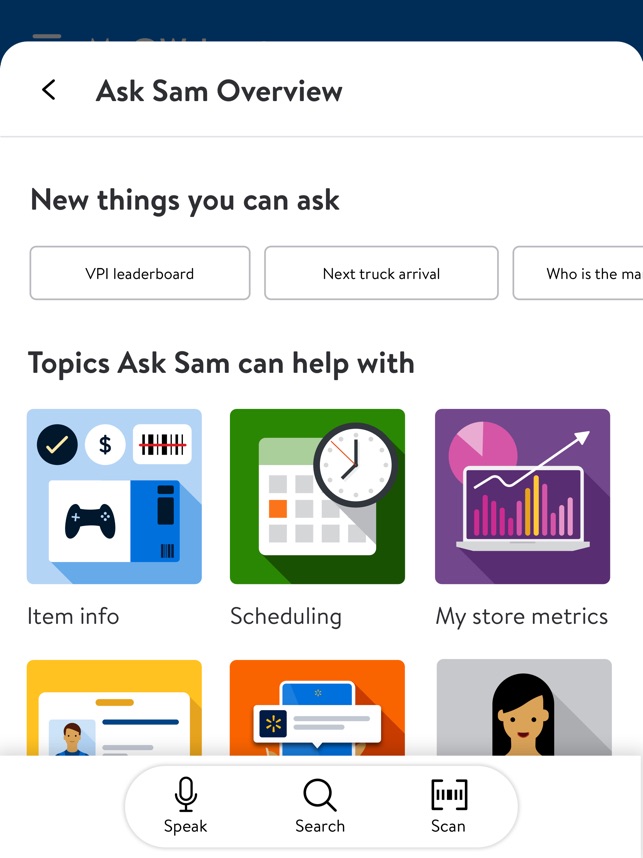 Ask Sam Overview
New things you can ask
VPI leaderboard
Next truck arrival
Who is the
Topics Ask Sam can help with
$
Item info
Scheduling
My store metrics
Speak
Search
Scan